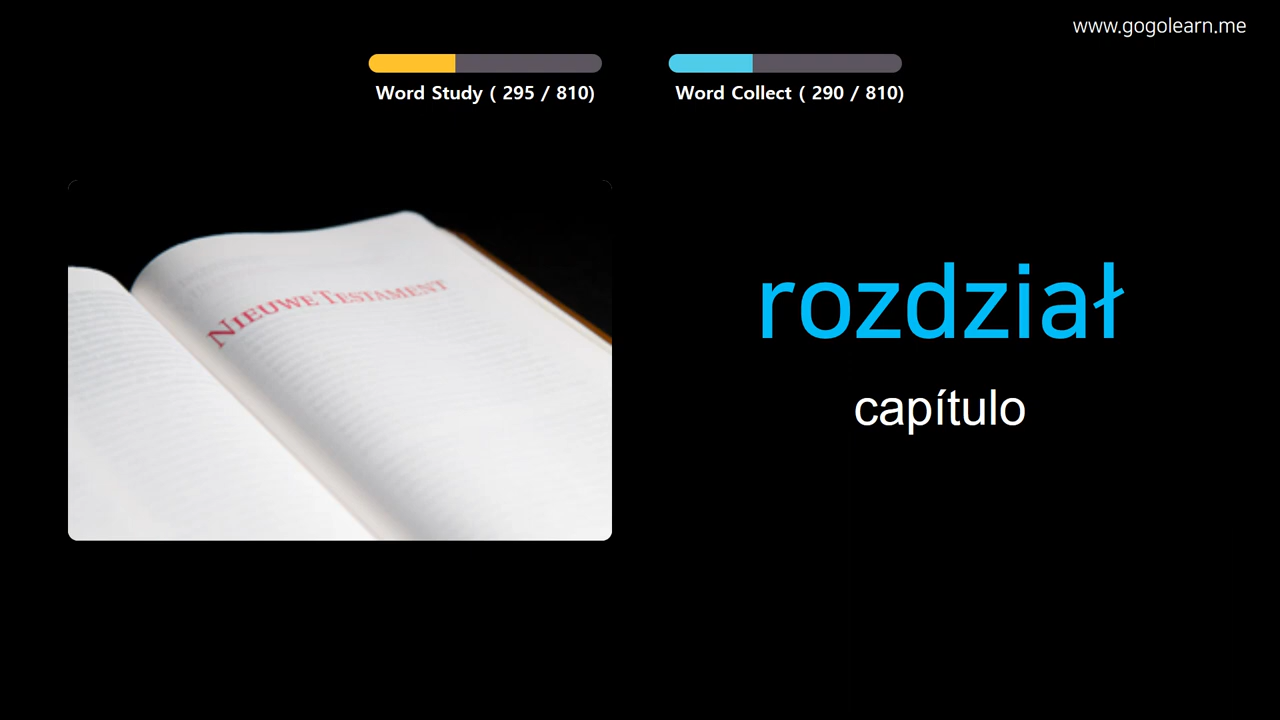 www.gogolearn.me
Word Study ( 295 / 810)
Word Collect ( 290 / 810)
NIEUWE TESTAMENT
rozdział
capítulo